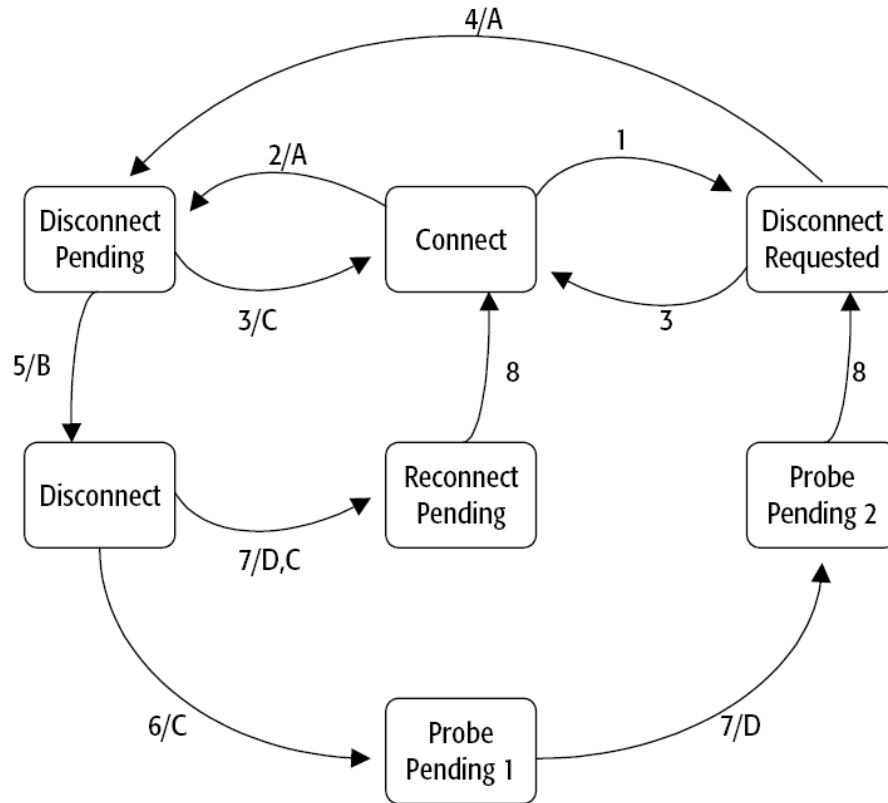 4/A
2/A
1
Disconnect
Pending
Connect
Disconnect
Requested
3/C
3
5/B
8
8
Disconnect
Reconnect
Pending
Probe
Pending 2
7/D,C
6/C
Probe
Pending 1
7/D